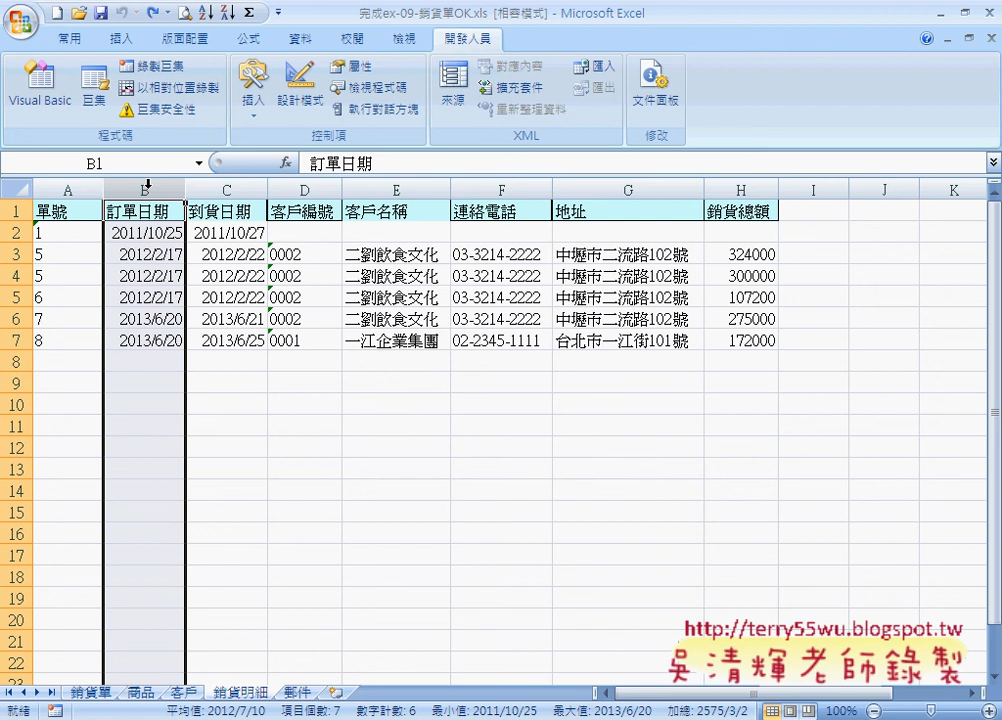 完成ex-09-銷貨單OK.xls [相容模式] - Microsoft Excel
常用 插入 版面配置 公式 資料 校閱 檢視 開發人員
Visual Basic 巨集 錄製巨集 以相對位置錄製 巨集安全性 插入 設計模式 屬性 檢視程式碼 執行對話方塊 來源 對應內容 擴充套件 重新整理資料 匯入 匯出 文件面板
程式碼 控制項 XML 修改
B1 fx 訂單日期
A B C D E F G H I J K
1 單號 訂單日期 到貨日期 客戶編號 客戶名稱 連絡電話 地址 銷貨總額
2 1 2011/10/25 2011/10/27
3 5 2012/2/17 2012/2/22 0002 二劉飲食文化 03-3214-2222 中壢市二流路102號 324000
4 5 2012/2/17 2012/2/22 0002 二劉飲食文化 03-3214-2222 中壢市二流路102號 300000
5 6 2012/2/17 2012/2/22 0002 二劉飲食文化 03-3214-2222 中壢市二流路102號 107200
6 7 2013/6/20 2013/6/21 0002 二劉飲食文化 03-3214-2222 中壢市二流路102號 275000
7 8 2013/6/20 2013/6/25 0001 一江企業集團 02-2345-1111 台北市一江街101號 172000
8
9
10
11
12
13
14
15
16
17
18
19
20
21
22
23
http://terry55wu.blogspot.tw
吳清輝老師錄製
銷貨單 商品 客戶 銷貨明細 郵件
就緒 平均值: 2012/7/10 項目個數: 7 數字計數: 6 最小值: 2011/10/25 最大值: 2013/6/20 加總: 2575/3/2 100%